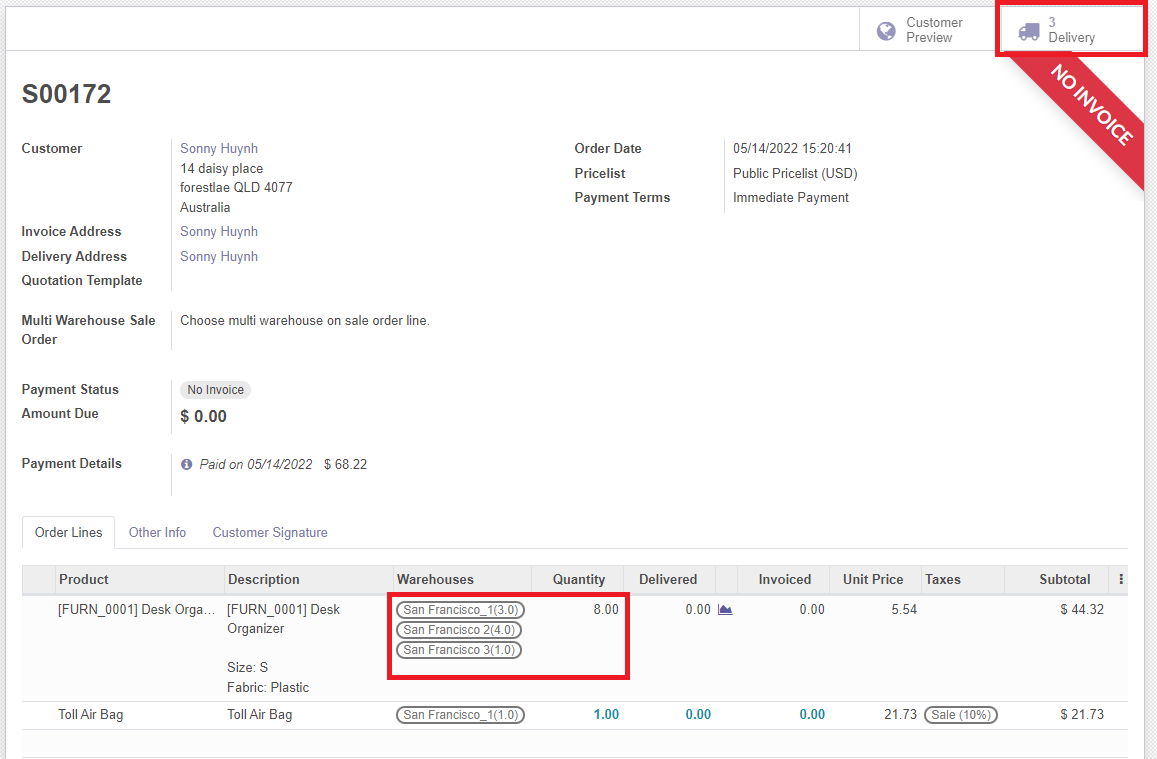 Customer
Preview
3
Delivery
NO INVOICE
S00172
Customer
Sonny Huynh
14 daisy place
forestlae QLD 4077
Australia
Invoice Address
Sonny Huynh
Delivery Address
Sonny Huynh
Quotation Template
Multi Warehouse Sale
Order
Choose multi warehouse on sale order line.
Payment Status
No Invoice
Amount Due
$ 0.00
Payment Details
Paid on 05/14/2022 $ 68.22
Order Date
05/14/2022 15:20:41
Pricelist
Public Pricelist (USD)
Payment Terms
Immediate Payment
Order Lines Other Info Customer Signature
Product Description Warehouses Quantity Delivered Invoiced Unit Price Taxes Subtotal
[FURN_0001] Desk Orga... [FURN_0001] Desk San Francisco_1(3.0) 8.00 0.00 0.00 5.54 $ 44.32
Organizer San Francisco 2(4.0)
San Francisco 3(1.0)
Size: S
Fabric: Plastic
Toll Air Bag Toll Air Bag San Francisco_1(1.0) 1.00 0.00 0.00 21.73 Sale (10%) $ 21.73